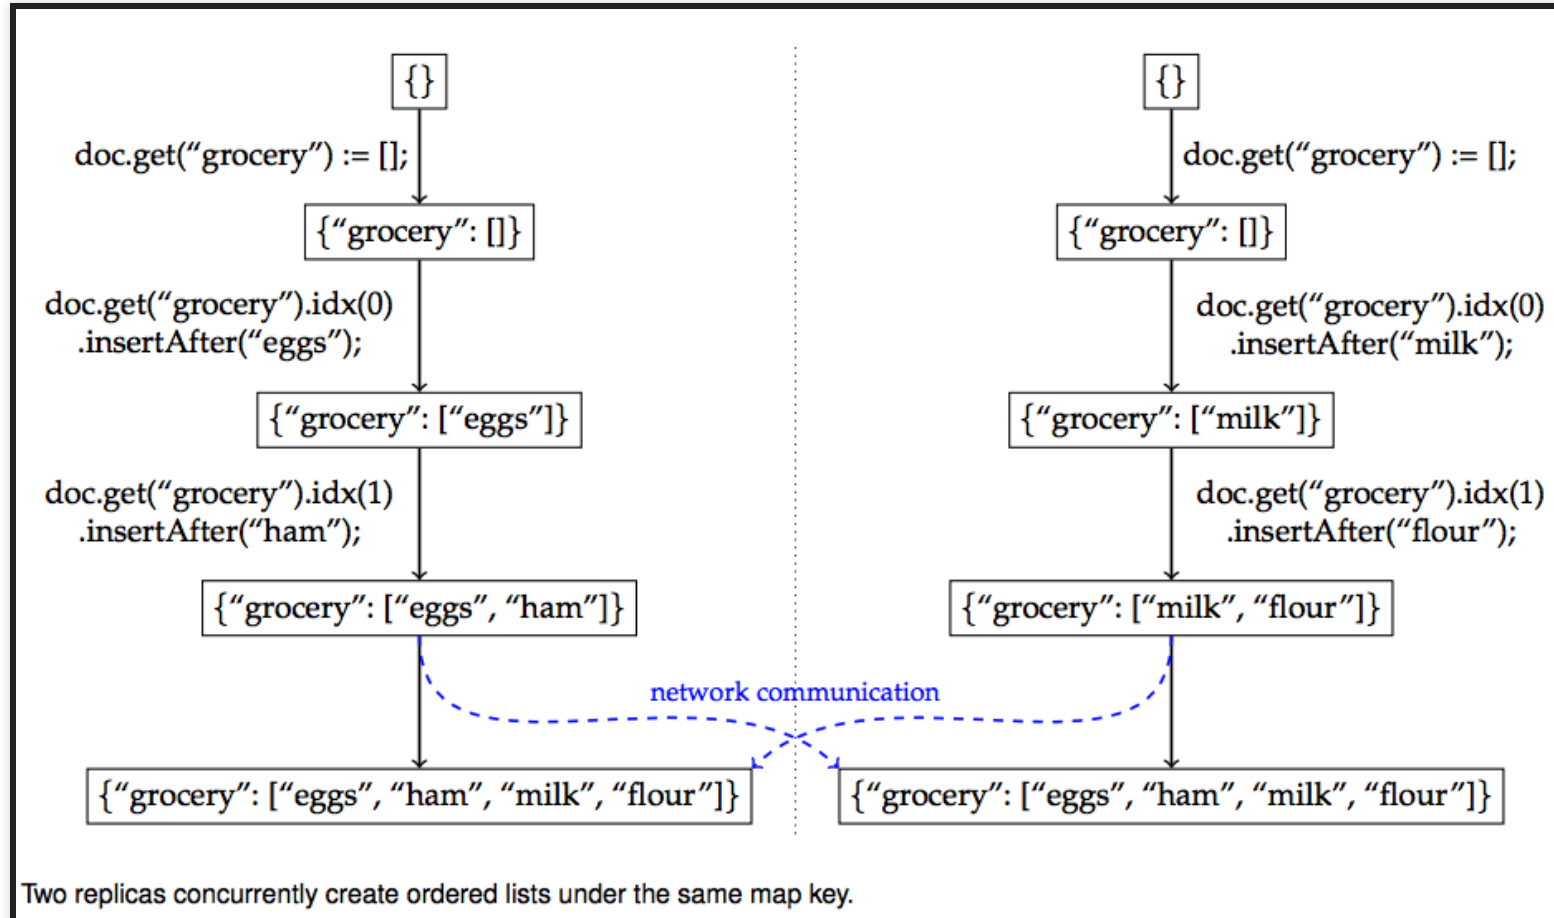 {}
{}
doc.get(“grocery”) := [];
doc.get(“grocery”) := [];
{“grocery”: []}
{“grocery”: []}
doc.get(“grocery”).idx(0)
.insertAfter(“eggs”);
doc.get(“grocery”).idx(0)
.insertAfter(“milk”);
{“grocery”: [“eggs”]}
{“grocery”: [“milk”]}
doc.get(“grocery”).idx(1)
.insertAfter(“ham”);
doc.get(“grocery”).idx(1)
.insertAfter(“flour”);
{“grocery”: [“eggs”, “ham”]}
{“grocery”: [“milk”, “flour”]}
network communication
{“grocery”: [“eggs”, “ham”, “milk”, “flour”]}
{“grocery”: [“eggs”, “ham”, “milk”, “flour”]}
Two replicas concurrently create ordered lists under the same map key.